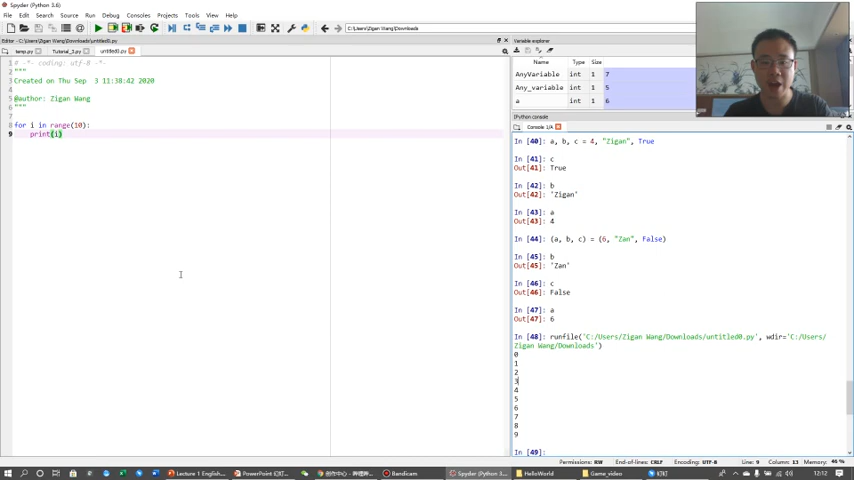 Spyder (Python 3.6)
File Edit Search Source Run Debug Consoles Projects Tools View Help
C:\Users\Zigan Wang\Downloads
Editor - C:\Users\Zigan Wang\Downloads\untitled0.py
temp.py Tutorial_1.py untitled0.py
1 # -*- coding: utf-8 -*-
2 """
3 Created on Thu Sep  3 11:38:42 2020
4
5 @author: Zigan Wang
6 """
7
8 for i in range(10):
9     print(i)
Variable explorer
Name Type Size
AnyVariable int 1 7
Any_variable int 1 5
a int 1 6
IPython console
Console 1/A
In [40]: a, b, c = 4, "Zigan", True
In [41]: c
Out[41]: True
In [42]: b
Out[42]: 'Zigan'
In [43]: a
Out[43]: 4
In [44]: (a, b, c) = (6, "Zan", False)
In [45]: b
Out[45]: 'Zan'
In [46]: c
Out[46]: False
In [47]: a
Out[47]: 6
In [48]: runfile('C:/Users/Zigan Wang/Downloads/untitled0.py', wdir='C:/Users/
Zigan Wang/Downloads')
0
1
2
3
4
5
6
7
8
9
In [49]:
Permissions: RW End-of-lines: CRLF Encoding: UTF-8 Line: 9 Column: 13 Memory: 46 %
Lecture 1 English... PowerPoint Bandicam Spyder (Python 3... HelloWorld Game_video 钉钉 12:12